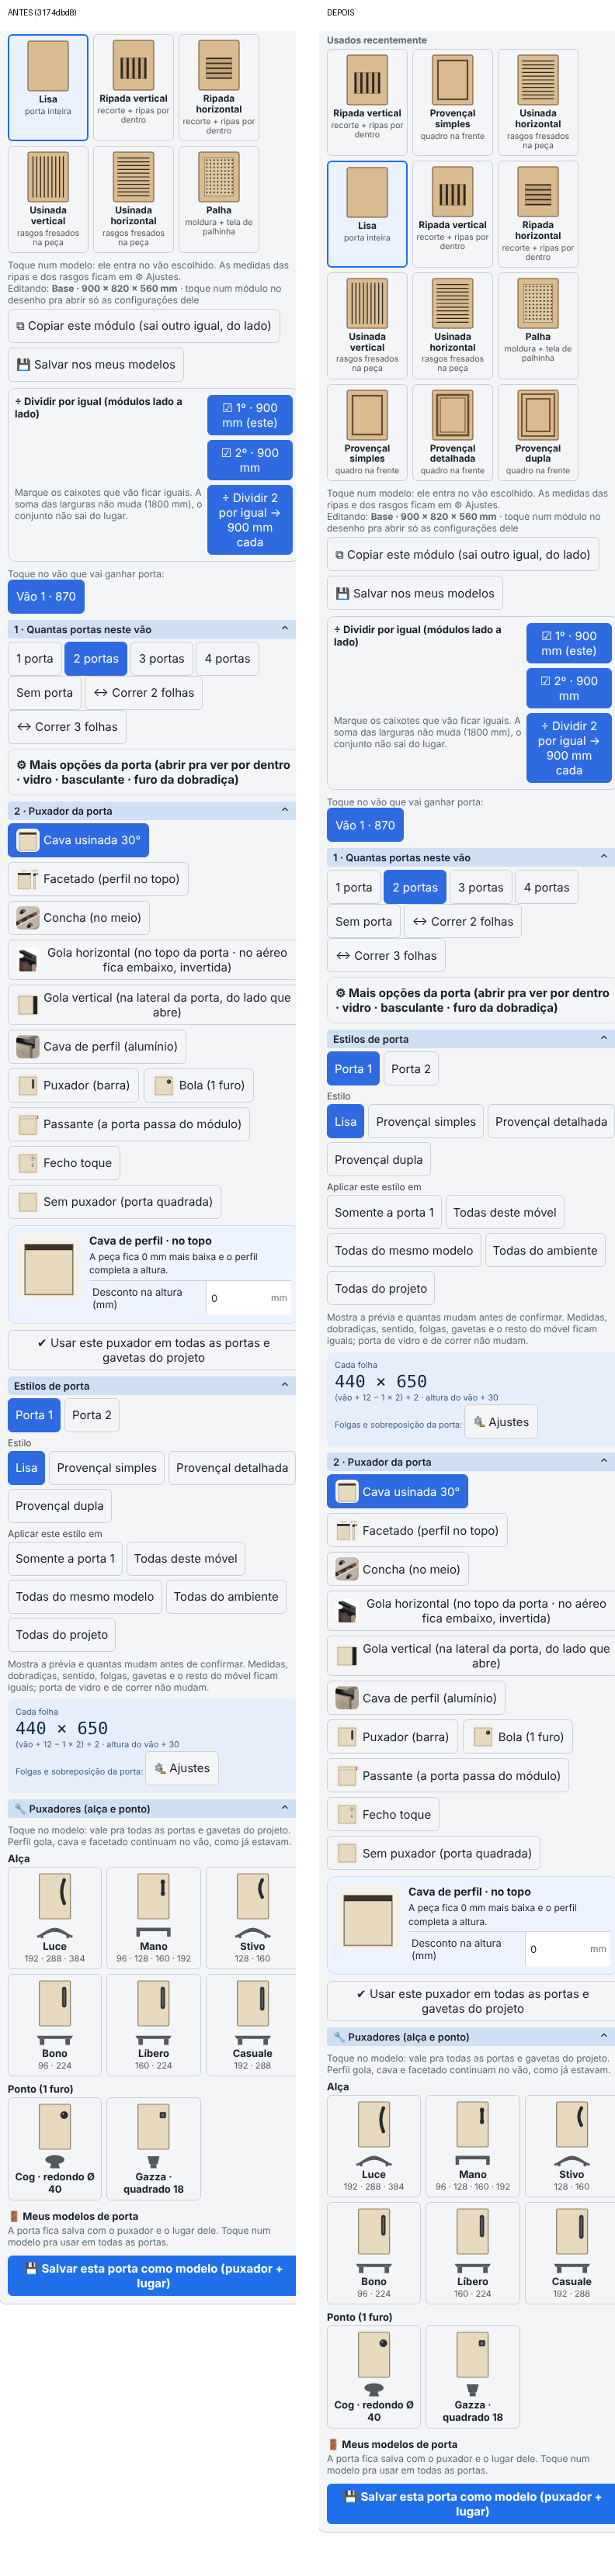 ANTES (3174dbd8)
Lisa
porta inteira
Ripada vertical
recorte + ripas por
dentro
Ripada
horizontal
recorte + ripas por
dentro
Usinada
vertical
rasgos fresados
na peça
Usinada
horizontal
rasgos fresados
na peça
Palha
moldura + tela de
palhinha
Toque num modelo: ele entra no vão escolhido. As medidas das
ripas e dos rasgos ficam em ⚙ Ajustes.
Editando: Base · 900 × 820 × 560 mm · toque num módulo no
desenho pra abrir só as configurações dele
⧉ Copiar este módulo (sai outro igual, do lado)
💾 Salvar nos meus modelos
÷ Dividir por igual (módulos lado a
lado)
☑ 1º · 900
mm (este)
☑ 2º · 900
mm
Marque os caixotes que vão ficar iguais. A
soma das larguras não muda (1800 mm), o
conjunto não sai do lugar.
÷ Dividir 2
por igual →
900 mm
cada
Toque no vão que vai ganhar porta:
Vão 1 · 870
1 · Quantas portas neste vão
1 porta
2 portas
3 portas
4 portas
Sem porta
↔ Correr 2 folhas
↔ Correr 3 folhas
⚙ Mais opções da porta (abrir pra ver por dentro
· vidro · basculante · furo da dobradiça)
2 · Puxador da porta
Cava usinada 30°
Facetado (perfil no topo)
Concha (no meio)
Gola horizontal (no topo da porta · no aéreo
fica embaixo, invertida)
Gola vertical (na lateral da porta, do lado que
abre)
Cava de perfil (alumínio)
Puxador (barra)
Bola (1 furo)
Passante (a porta passa do módulo)
Fecho toque
Sem puxador (porta quadrada)
Cava de perfil · no topo
A peça fica 0 mm mais baixa e o perfil
completa a altura.
Desconto na altura
(mm)
0
mm
✔ Usar este puxador em todas as portas e
gavetas do projeto
Estilos de porta
Porta 1
Porta 2
Estilo
Lisa
Provençal simples
Provençal detalhada
Provençal dupla
Aplicar este estilo em
Somente a porta 1
Todas deste móvel
Todas do mesmo modelo
Todas do ambiente
Todas do projeto
Mostra a prévia e quantas mudam antes de confirmar. Medidas,
dobradiças, sentido, folgas, gavetas e o resto do móvel ficam
iguais; porta de vidro e de correr não mudam.
Cada folha
440 × 650
(vão + 12 − 1 × 2) ÷ 2 · altura do vão + 30
Folgas e sobreposição da porta:
Ajustes
🔧 Puxadores (alça e ponto)
Toque no modelo: vale pra todas as portas e gavetas do projeto.
Perfil gola, cava e facetado continuam no vão, como já estavam.
Alça
Luce
192 · 288 · 384
Mano
96 · 128 · 160 · 192
Stivo
128 · 160
Bono
96 · 224
Líbero
160 · 224
Casuale
192 · 288
Ponto (1 furo)
Cog · redondo Ø
40
Gazza ·
quadrado 18
🚪 Meus modelos de porta
A porta fica salva com o puxador e o lugar dele. Toque num
modelo pra usar em todas as portas.
💾 Salvar esta porta como modelo (puxador +
lugar)
DEPOIS
Usados recentemente
Ripada vertical
recorte + ripas por
dentro
Provençal
simples
quadro na frente
Usinada
horizontal
rasgos fresados
na peça
Lisa
porta inteira
Ripada vertical
recorte + ripas por
dentro
Ripada
horizontal
recorte + ripas por
dentro
Usinada
vertical
rasgos fresados
na peça
Usinada
horizontal
rasgos fresados
na peça
Palha
moldura + tela de
palhinha
Provençal
simples
quadro na frente
Provençal
detalhada
quadro na frente
Provençal
dupla
quadro na frente
Toque num modelo: ele entra no vão escolhido. As medidas das
ripas e dos rasgos ficam em ⚙ Ajustes.
Editando: Base · 900 × 820 × 560 mm · toque num módulo no
desenho pra abrir só as configurações dele
⧉ Copiar este módulo (sai outro igual, do lado)
💾 Salvar nos meus modelos
÷ Dividir por igual (módulos lado a
lado)
☑ 1º · 900
mm (este)
☑ 2º · 900
mm
Marque os caixotes que vão ficar iguais. A
soma das larguras não muda (1800 mm), o
conjunto não sai do lugar.
÷ Dividir 2
por igual →
900 mm
cada
Toque no vão que vai ganhar porta:
Vão 1 · 870
1 · Quantas portas neste vão
1 porta
2 portas
3 portas
4 portas
Sem porta
↔ Correr 2 folhas
↔ Correr 3 folhas
⚙ Mais opções da porta (abrir pra ver por dentro
· vidro · basculante · furo da dobradiça)
Estilos de porta
Porta 1
Porta 2
Estilo
Lisa
Provençal simples
Provençal detalhada
Provençal dupla
Aplicar este estilo em
Somente a porta 1
Todas deste móvel
Todas do mesmo modelo
Todas do ambiente
Todas do projeto
Mostra a prévia e quantas mudam antes de confirmar. Medidas,
dobradiças, sentido, folgas, gavetas e o resto do móvel ficam
iguais; porta de vidro e de correr não mudam.
Cada folha
440 × 650
(vão + 12 − 1 × 2) ÷ 2 · altura do vão + 30
Folgas e sobreposição da porta:
Ajustes
2 · Puxador da porta
Cava usinada 30°
Facetado (perfil no topo)
Concha (no meio)
Gola horizontal (no topo da porta · no aéreo
fica embaixo, invertida)
Gola vertical (na lateral da porta, do lado que
abre)
Cava de perfil (alumínio)
Puxador (barra)
Bola (1 furo)
Passante (a porta passa do módulo)
Fecho toque
Sem puxador (porta quadrada)
Cava de perfil · no topo
A peça fica 0 mm mais baixa e o perfil
completa a altura.
Desconto na altura
(mm)
0
mm
✔ Usar este puxador em todas as portas e
gavetas do projeto
🔧 Puxadores (alça e ponto)
Toque no modelo: vale pra todas as portas e gavetas do projeto.
Perfil gola, cava e facetado continuam no vão, como já estavam.
Alça
Luce
192 · 288 · 384
Mano
96 · 128 · 160 · 192
Stivo
128 · 160
Bono
96 · 224
Líbero
160 · 224
Casuale
192 · 288
Ponto (1 furo)
Cog · redondo Ø
40
Gazza ·
quadrado 18
🚪 Meus modelos de porta
A porta fica salva com o puxador e o lugar dele. Toque num
modelo pra usar em todas as portas.
💾 Salvar esta porta como modelo (puxador +
lugar)